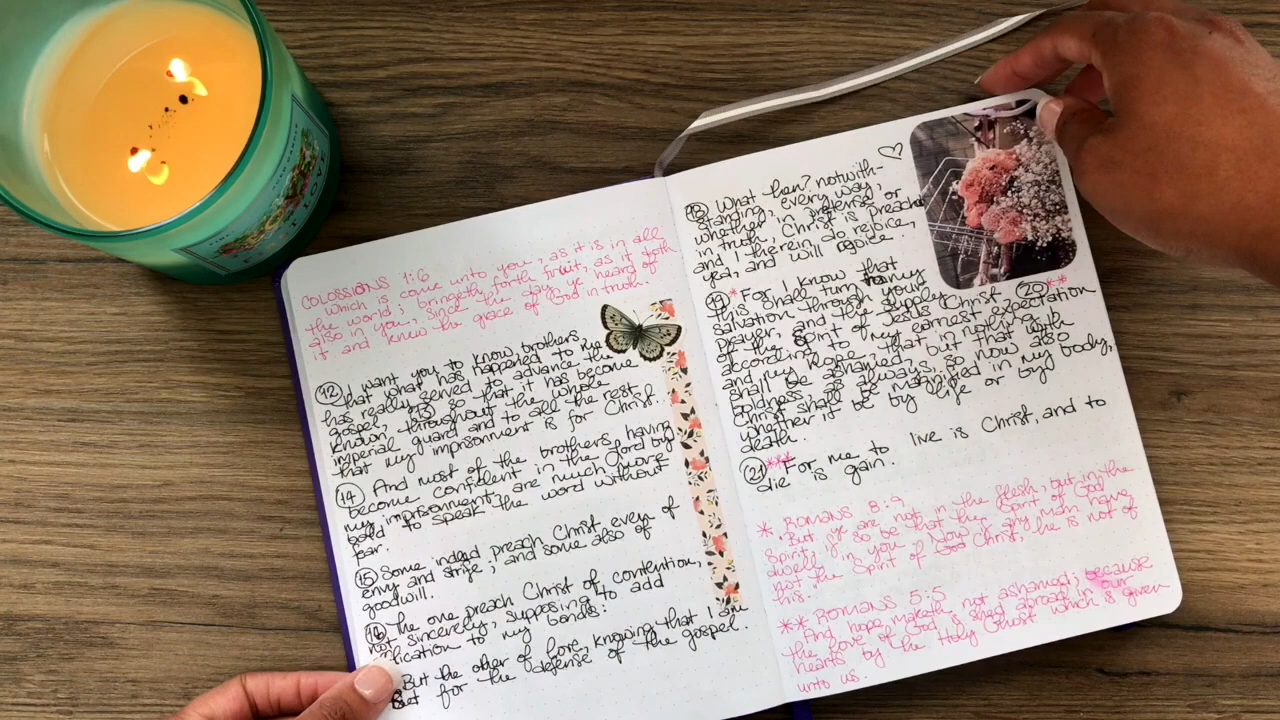 COLOSSIANS 1:6
Which is come unto you, as it is in all
the world; bringeth forth fruit, as it doth
also in you, since the day ye heard of
it and knew the grace of God in truth.
12 I want you to know, brothers
that what has happened to me
has really served to advance the
gospel, 13 so that it has become
known throughout the whole
imperial guard and to all the rest
that my imprisonment is for Christ.
14 And most of the brothers, having
become confident in the Lord by
my imprisonment, are much more
bold to speak the word without
fear.
15 Some indeed preach Christ even of
envy and strife; and some also of
goodwill.
16 The one preach Christ of contention,
not sincerely, supposing to add
affliction to my bonds:
But the other of love, knowing that I am
set for the defense of the gospel.
18 What then? notwith-
standing, every way,
whether in pretense or
in truth, Christ is preached
and I therein do rejoice,
yea, and will rejoice.
19 * For I know that
this shall turn to my
salvation through your
prayer, and the supply
of the Spirit of Jesus Christ, 20 **
according to my earnest expectation
and my hope, that in nothing I
shall be ashamed, but that with
boldness, as always, so now also
Christ shall be magnified in my body,
whether it be by life or by
death.
21 *** For me to live is Christ, and to
die is gain.
* ROMANS 8:9
But ye are not in the flesh, but in the
Spirit, if so be that the Spirit of God
dwell in you. Now if any man have
not the Spirit of God Christ, he is not of
his.
** ROMANS 5:5
And hope maketh not ashamed; because
the love of God is shed abroad in our
hearts by the Holy Ghost which is given
unto us.
LOVE